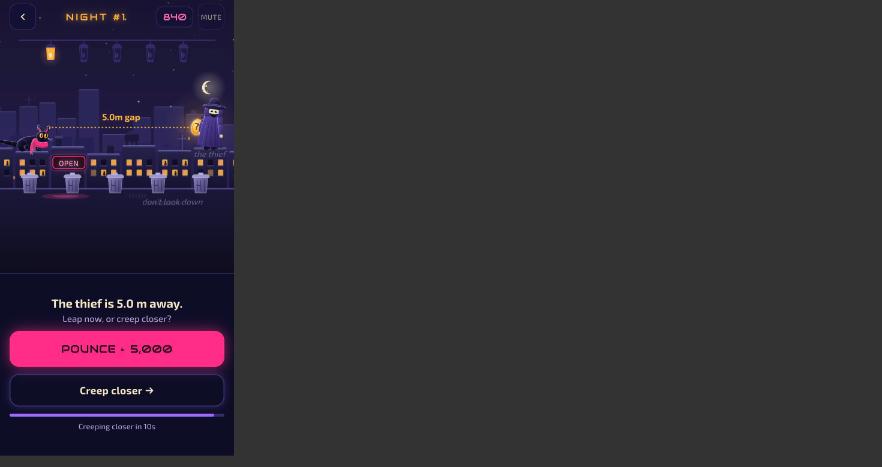 NIGHT #1.
840
MUTE
5.0m gap
the thief
OPEN
don't look down
The thief is 5.0 m away.
Leap now, or creep closer?
POUNCE • 5,000
Creep closer →
Creeping closer in 10s